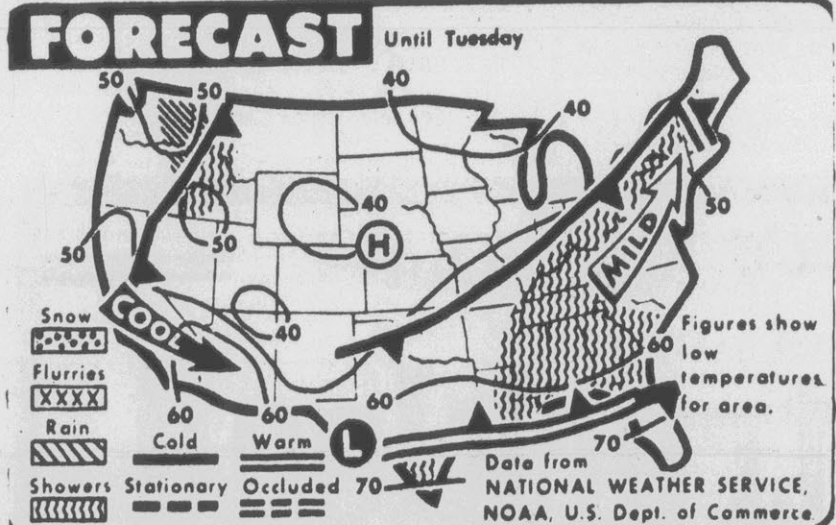 FORECAST Until Tuesday
50
50
40
40
40
50
50
50
40
60
60
60
60
70
70
H
L
MILD
COOL
Snow
Flurries
Rain
Showers
Cold
Warm
Stationary
Occluded
Figures show
low
temperatures
for area.
Data from
NATIONAL WEATHER SERVICE,
NOAA, U.S. Dept. of Commerce